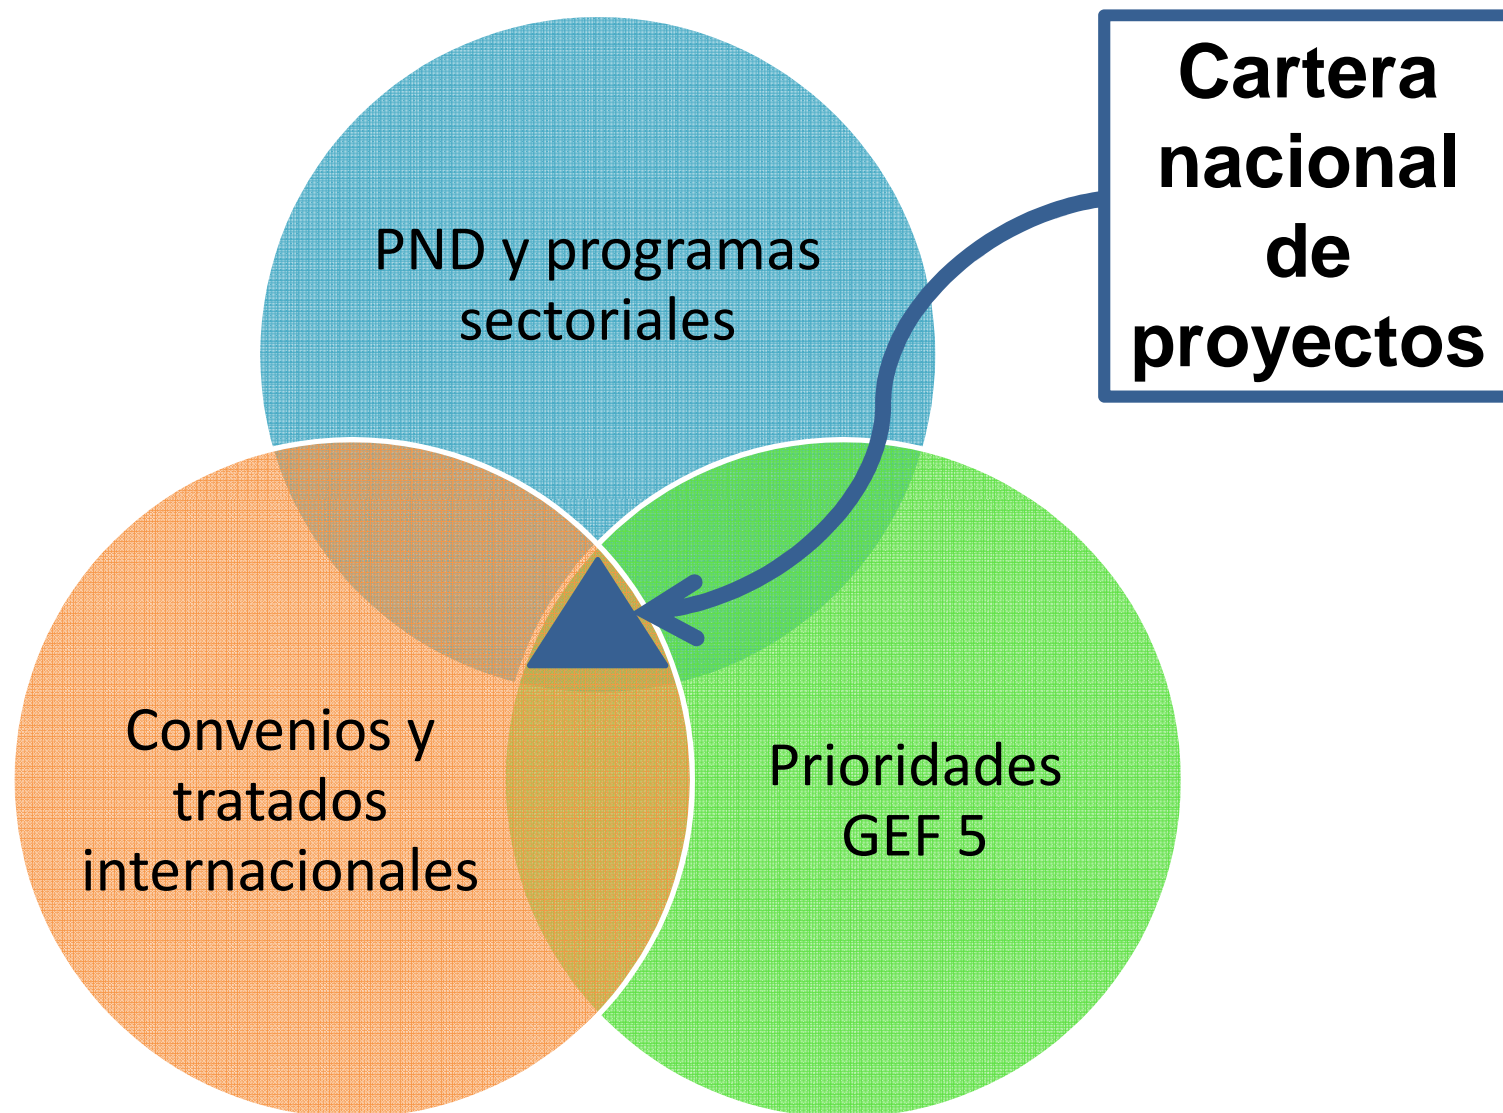 PND y programas
sectoriales
Cartera
nacional
de
proyectos
Convenios y
tratados
internacionales
Prioridades
GEF 5